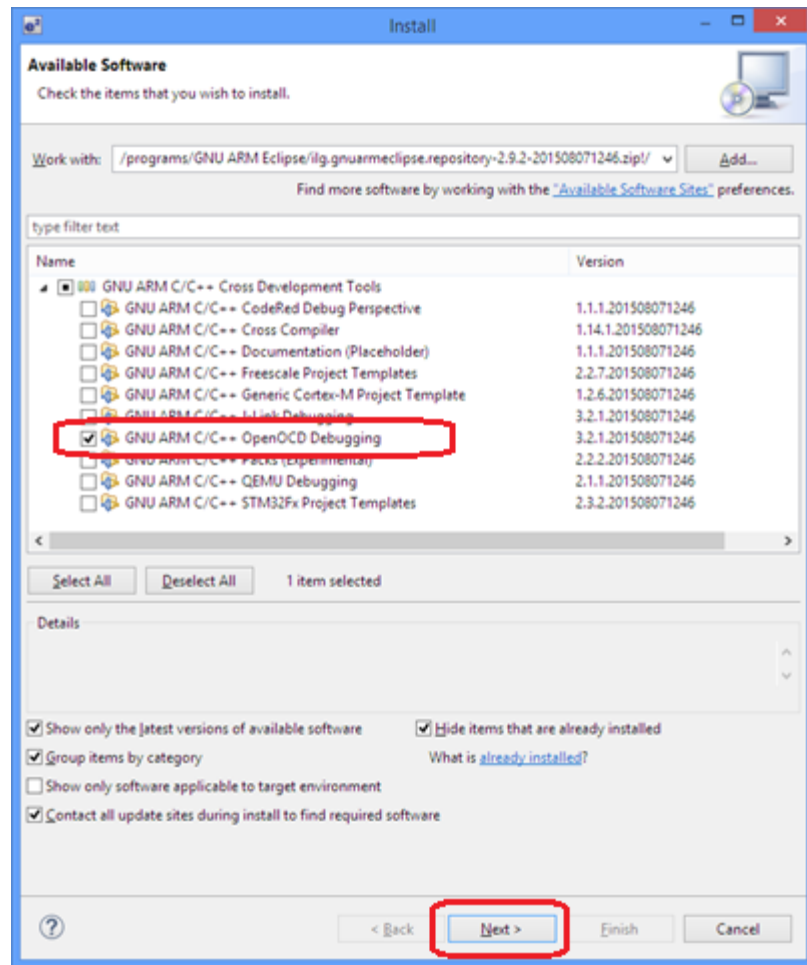 e²
Install
Available Software
Check the items that you wish to install.
Work with: /programs/GNU ARM Eclipse/ilg.gnuarmeclipse.repository-2.9.2-201508071246.zip!/ Add...
Find more software by working with the "Available Software Sites" preferences.
type filter text
Name Version
GNU ARM C/C++ Cross Development Tools
GNU ARM C/C++ CodeRed Debug Perspective 1.1.1.201508071246
GNU ARM C/C++ Cross Compiler 1.14.1.201508071246
GNU ARM C/C++ Documentation (Placeholder) 1.1.1.201508071246
GNU ARM C/C++ Freescale Project Templates 2.2.7.201508071246
GNU ARM C/C++ Generic Cortex-M Project Template 1.2.6.201508071246
GNU ARM C/C++ J-Link Debugging 3.2.1.201508071246
GNU ARM C/C++ OpenOCD Debugging 3.2.1.201508071246
GNU ARM C/C++ Packs (Experimental) 2.2.2.201508071246
GNU ARM C/C++ QEMU Debugging 2.1.1.201508071246
GNU ARM C/C++ STM32Fx Project Templates 2.3.2.201508071246
Select All Deselect All 1 item selected
Details
Show only the latest versions of available software Hide items that are already installed
Group items by category What is already installed?
Show only software applicable to target environment
Contact all update sites during install to find required software
? < Back Next > Finish Cancel